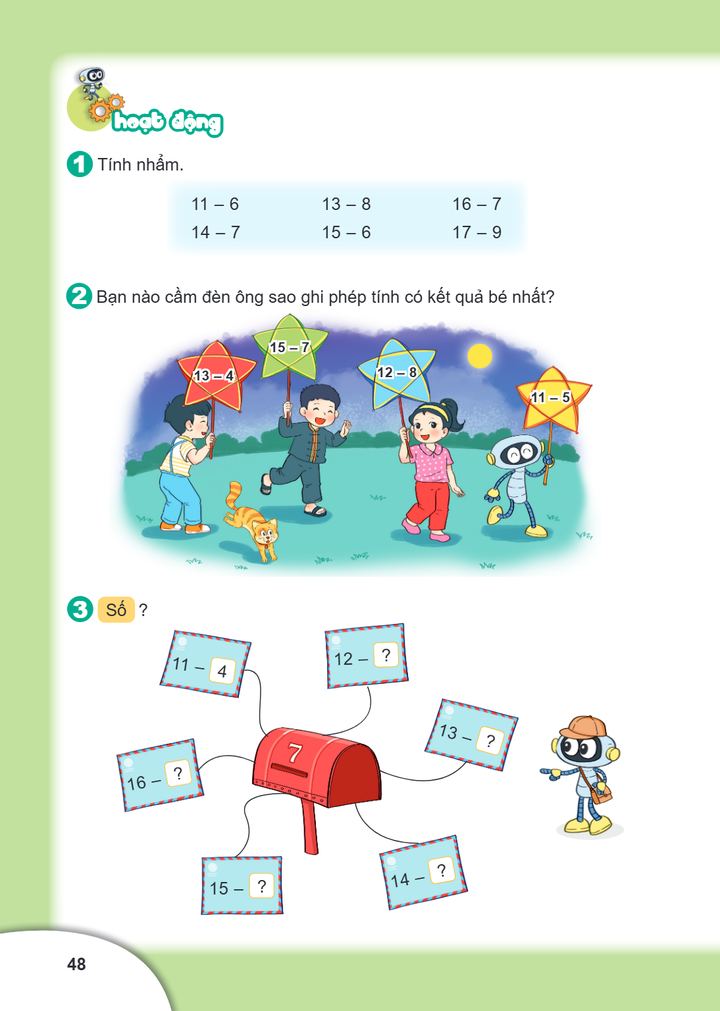 hoạt động
1 Tính nhẩm.
11 – 6 13 – 8 16 – 7
14 – 7 15 – 6 17 – 9
2 Bạn nào cầm đèn ông sao ghi phép tính có kết quả bé nhất?
13 – 4
15 – 7
12 – 8
11 – 5
3 Số ?
11 – 4
12 – ?
13 – ?
7
16 – ?
15 – ?
14 – ?
48